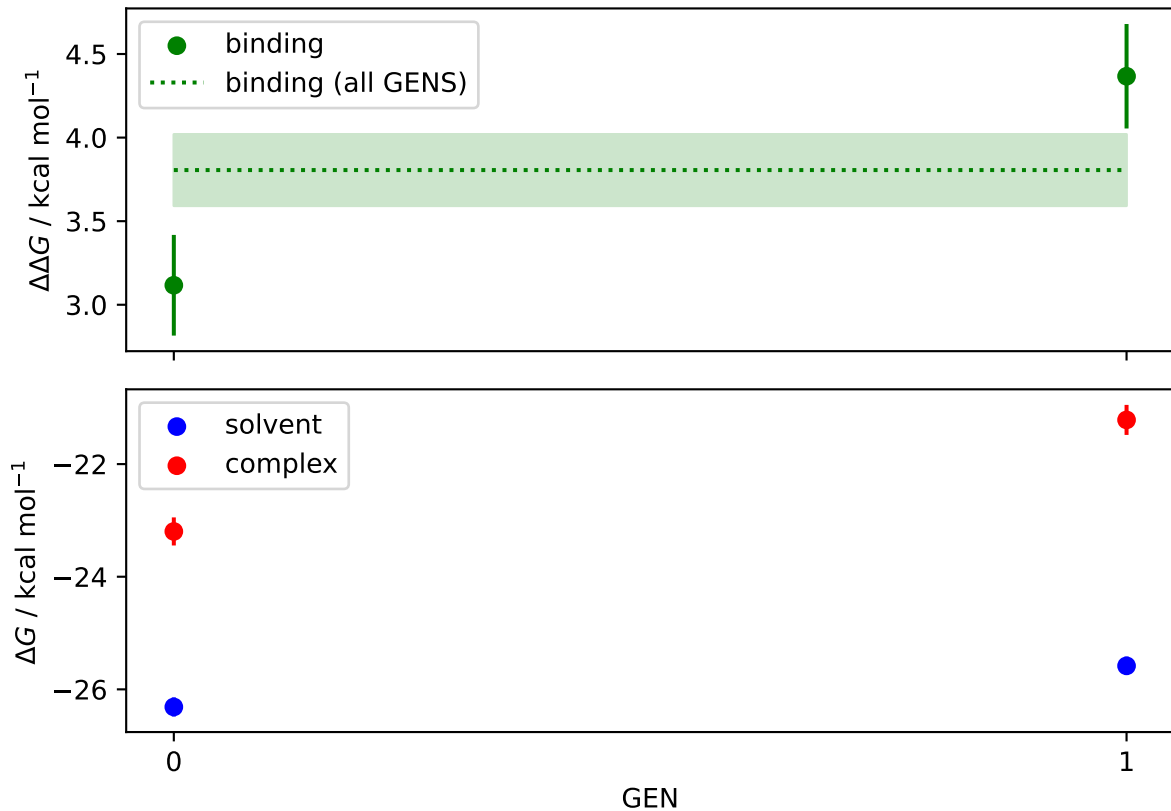 binding
binding (all GENS)
4.5
4.0
3.5
3.0
ΔΔG / kcal mol⁻¹
solvent
complex
−22
−24
−26
ΔG / kcal mol⁻¹
0
1
GEN